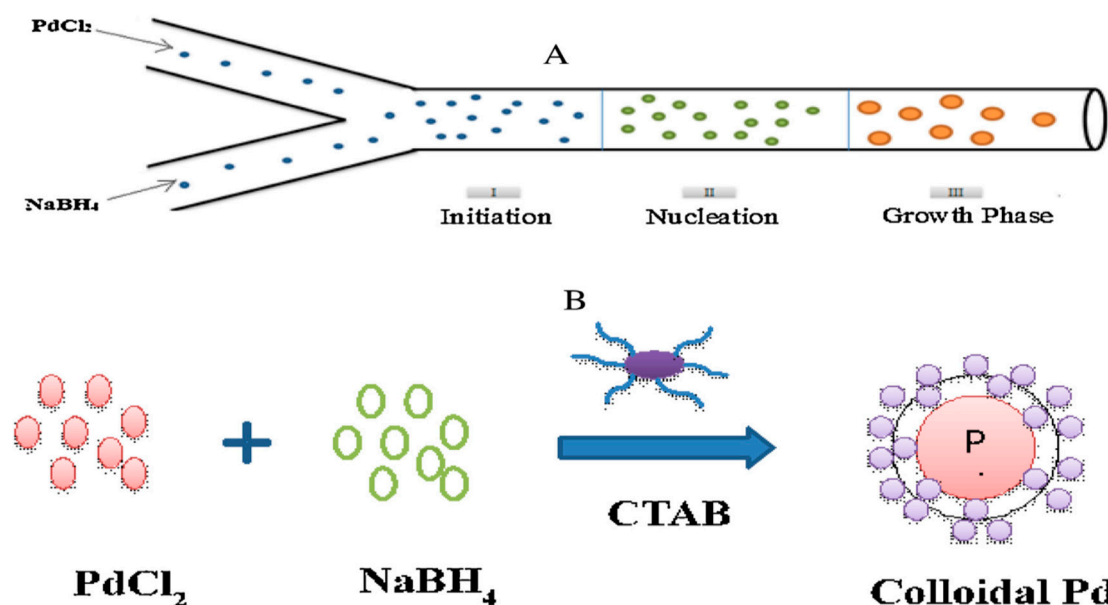 PdCl₂
A
NaBH₄
I
II
III
Initiation
Nucleation
Growth Phase
B
P
CTAB
PdCl₂
NaBH₄
Colloidal Pd